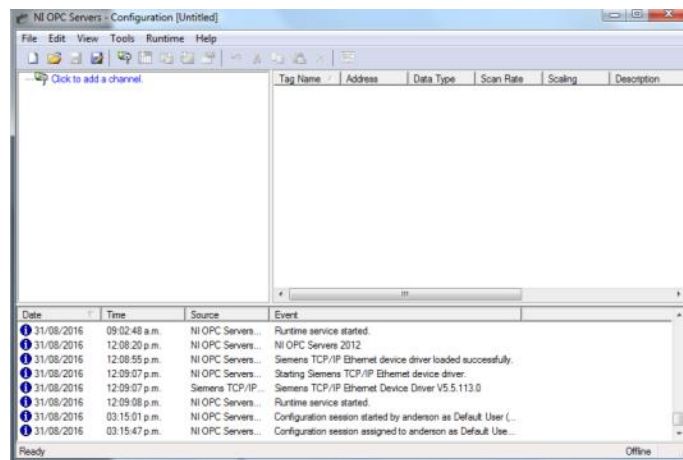 NI OPC Servers - Configuration [Untitled]
File Edit View Tools Runtime Help
Click to add a channel.
Tag Name Address Data Type Scan Rate Scaling Description
Date Time Source Event
31/08/2016 09:02:48 a.m. NI OPC Servers... Runtime service started.
31/08/2016 12:08:20 p.m. NI OPC Servers... NI OPC Servers 2012
31/08/2016 12:08:55 p.m. NI OPC Servers... Siemens TCP/IP Ethernet device driver loaded successfully.
31/08/2016 12:09:07 p.m. NI OPC Servers... Starting Siemens TCP/IP Ethernet device driver.
31/08/2016 12:09:07 p.m. Siemens TCP/IP... Siemens TCP/IP Ethernet Device Driver V5.5.113.0
31/08/2016 12:09:08 p.m. NI OPC Servers... Runtime service started.
31/08/2016 03:15:01 p.m. NI OPC Servers... Configuration session started by anderson as Default User (...
31/08/2016 03:15:47 p.m. NI OPC Servers... Configuration session assigned to anderson as Default Use...
Ready Offline